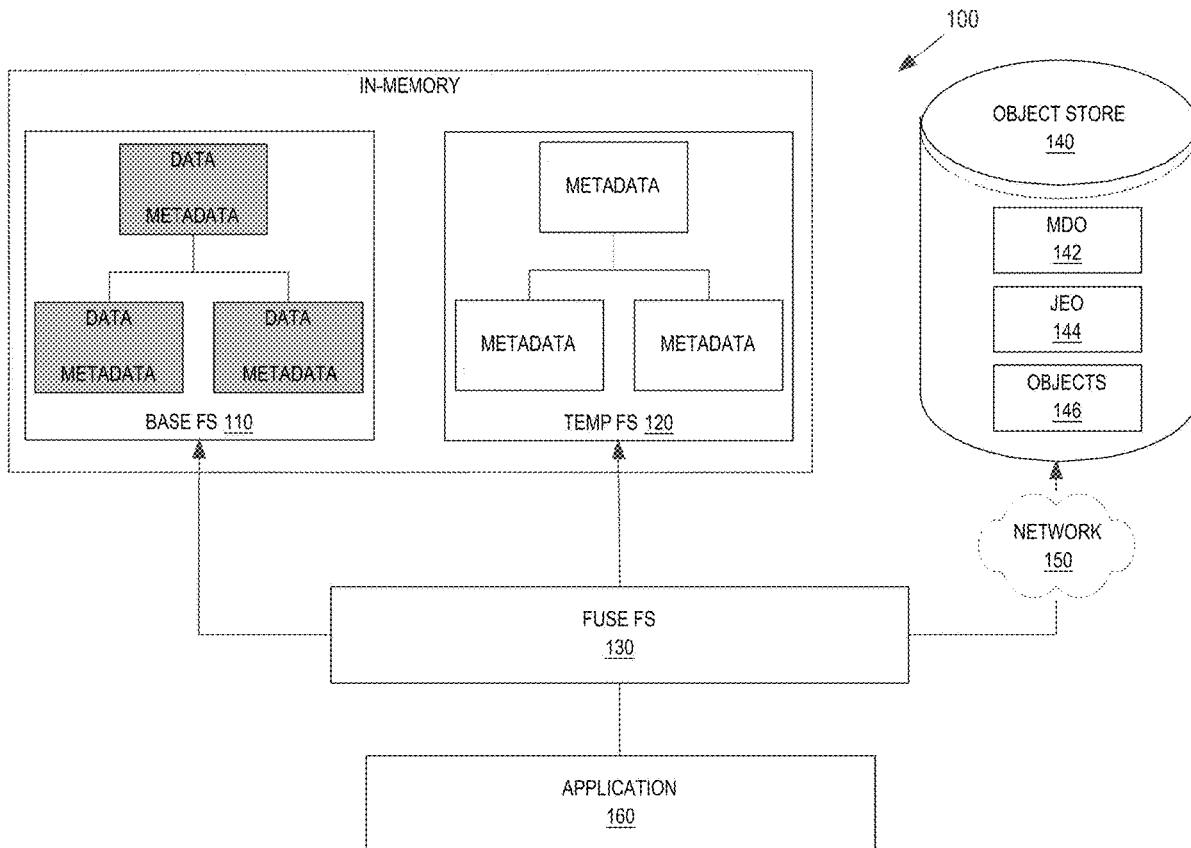 100
IN-MEMORY
DATA
METADATA
DATA
METADATA
DATA
METADATA
BASE FS 110
METADATA
METADATA
METADATA
TEMP FS 120
OBJECT STORE
140
MDO
142
JEO
144
OBJECTS
146
NETWORK
150
FUSE FS
130
APPLICATION
160